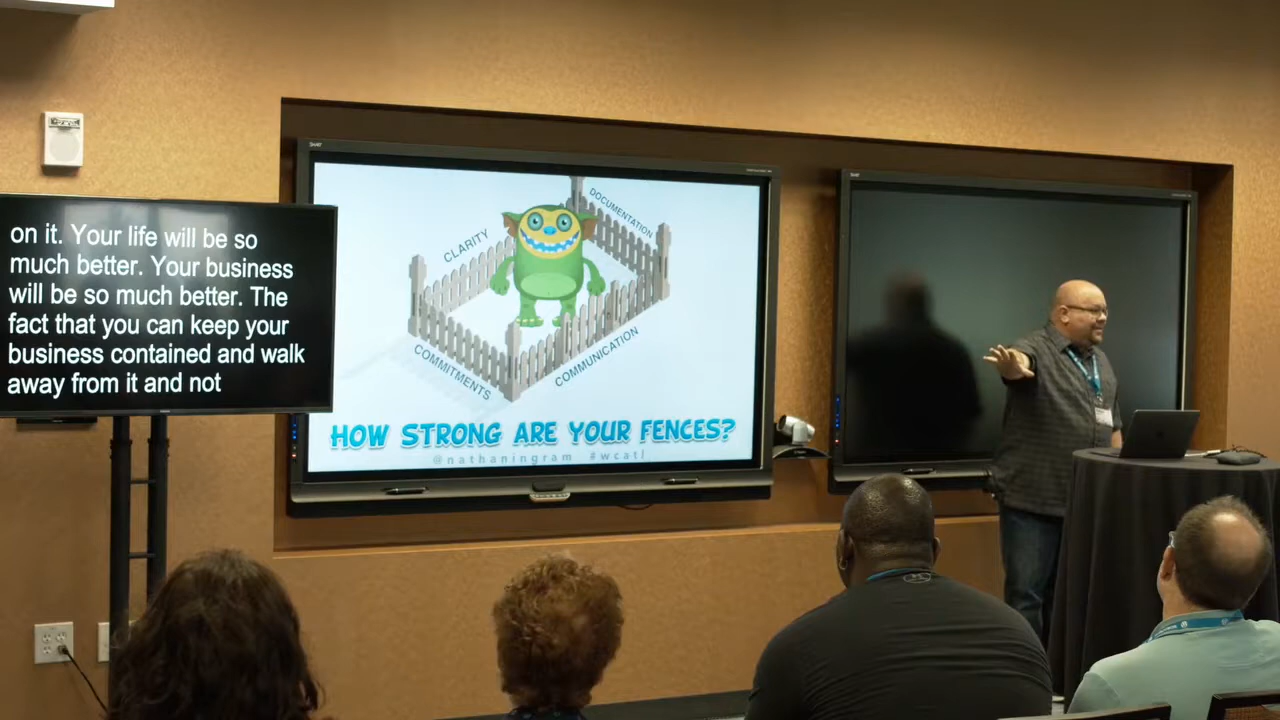 on it. Your life will be so
much better. Your business
will be so much better. The
fact that you can keep your
business contained and walk
away from it and not
CLARITY
DOCUMENTATION
COMMITMENTS
COMMUNICATION
HOW STRONG ARE YOUR FENCES?
@nathaningram #wcatl